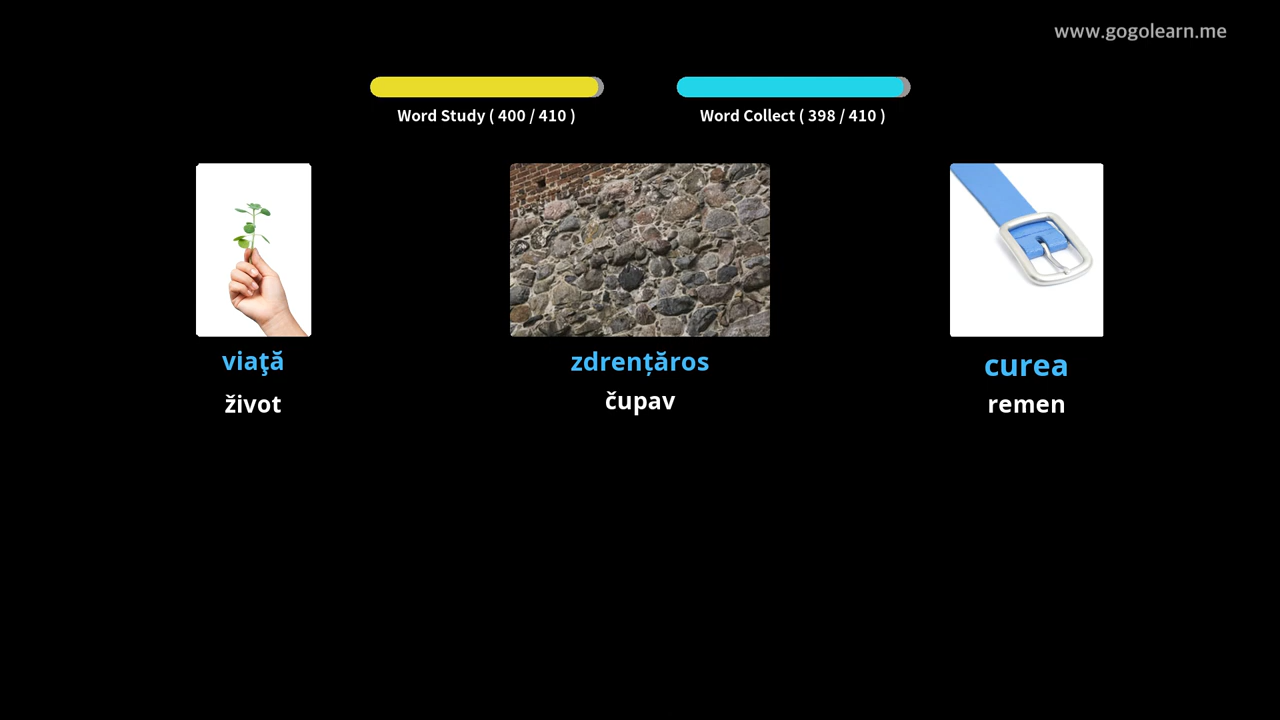 www.gogolearn.me
Word Study ( 400 / 410 )
Word Collect ( 398 / 410 )
viaţă
život
zdrențăros
čupav
curea
remen